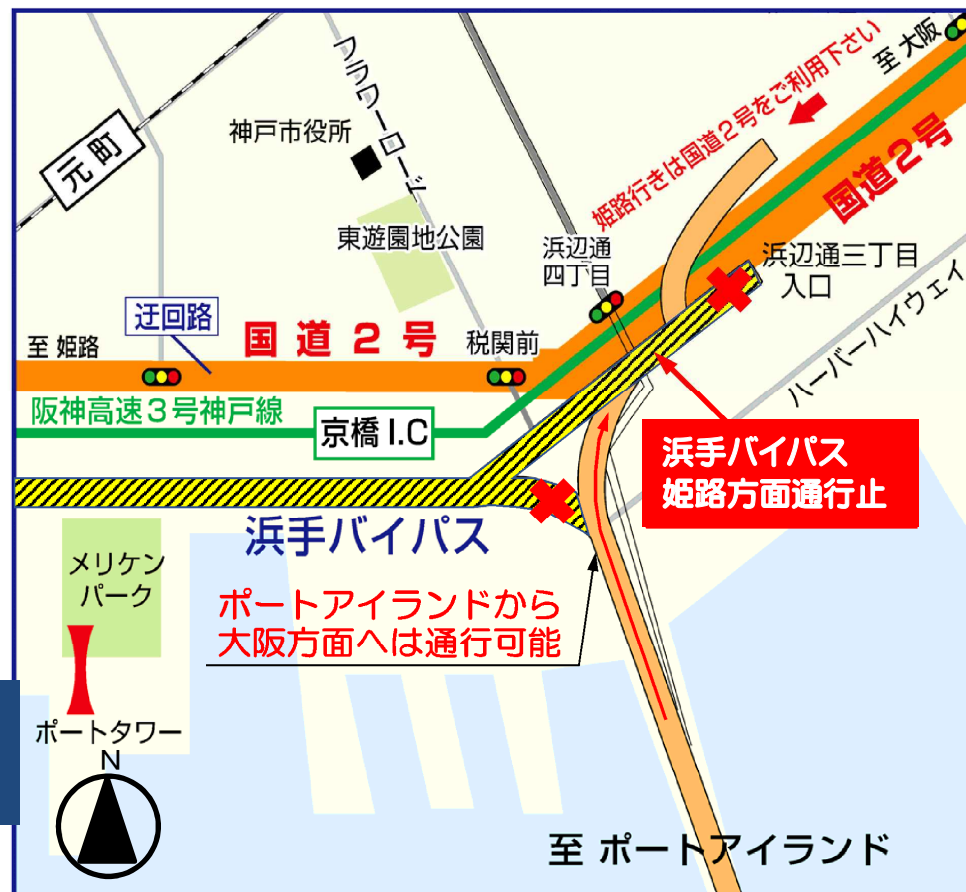 至 大阪
姫路行きは国道2号をご利用下さい
国道2号
フラワーロード
神戸市役所
元町
東遊園地公園
浜辺通
四丁目
浜辺通三丁目
入口
ハーバーハイウェイ
迂回路
至 姫路
国道2号
税関前
阪神高速3号神戸線
京橋I.C
浜手バイパス
姫路方面通行止
浜手バイパス
メリケン
パーク
ポートアイランドから
大阪方面へは通行可能
ポートタワー
N
至 ポートアイランド